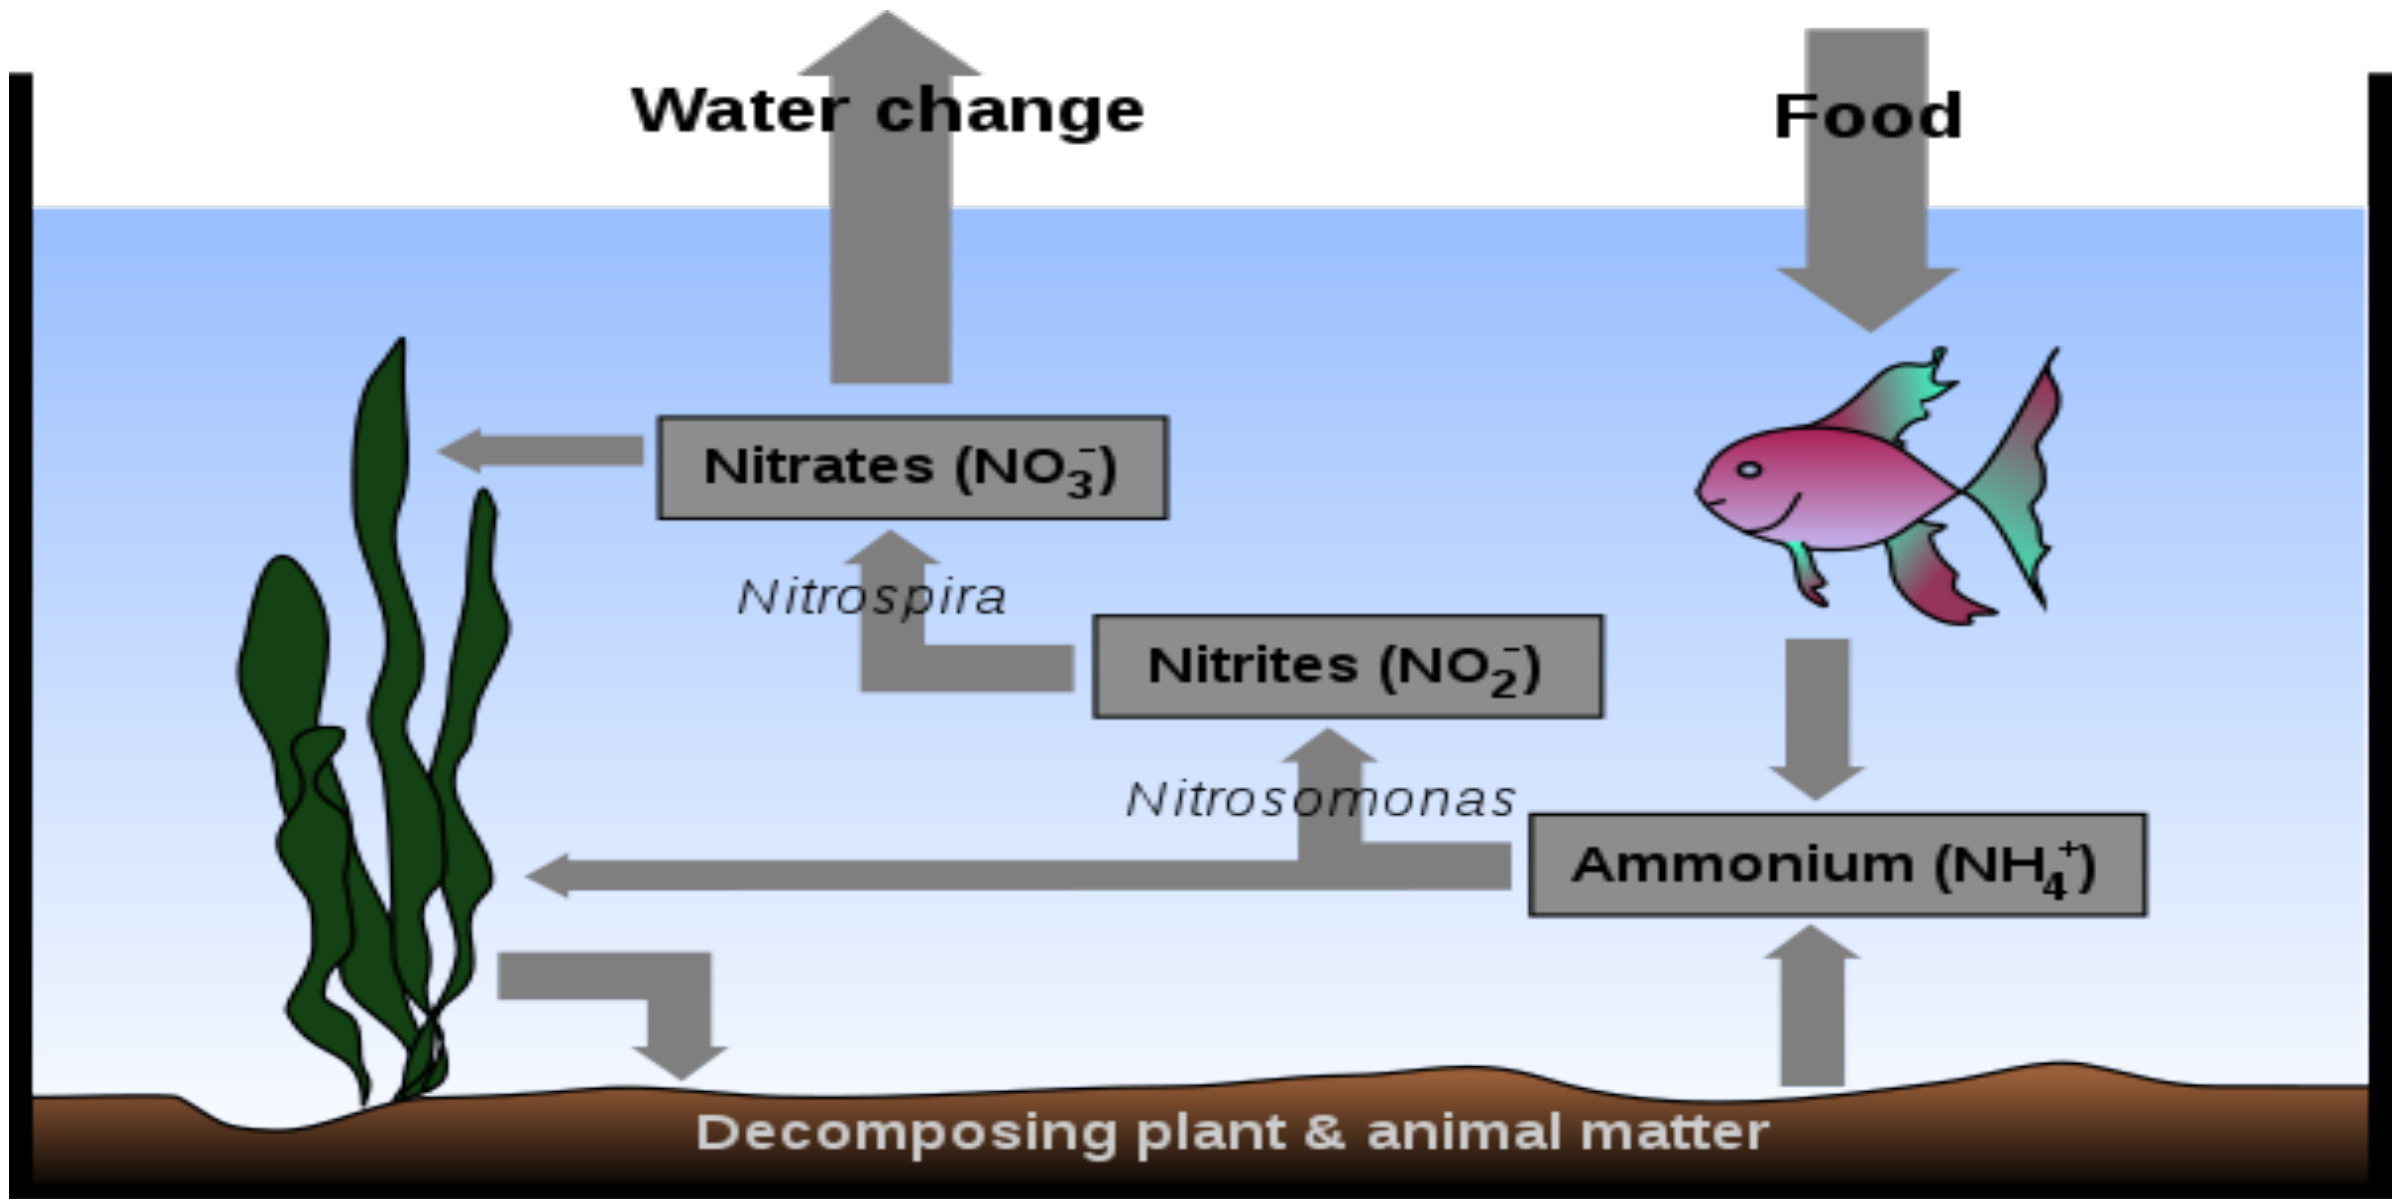 Water change
Food
Nitrates (NO₃⁻)
Nitrospira
Nitrites (NO₂⁻)
Nitrosomonas
Ammonium (NH₄⁺)
Decomposing plant & animal matter